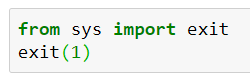 from sys import exit
exit(1)